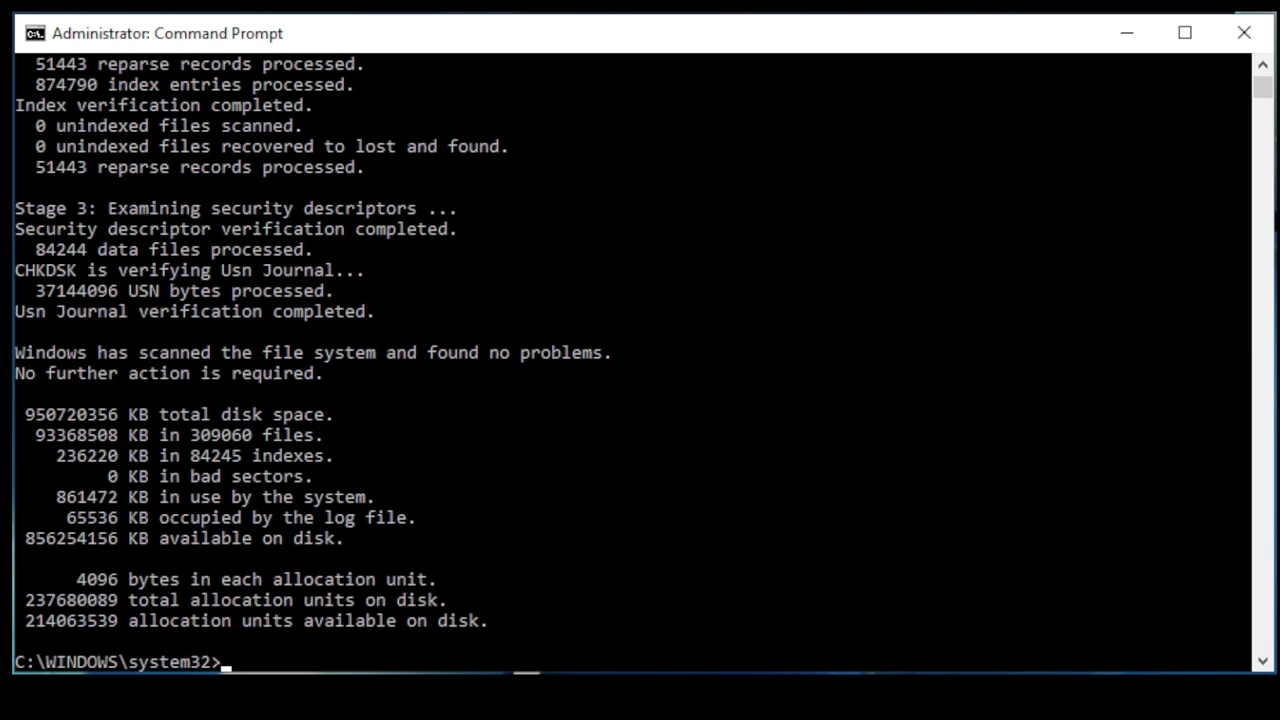 Administrator: Command Prompt
51443 reparse records processed.
874790 index entries processed.
Index verification completed.
0 unindexed files scanned.
0 unindexed files recovered to lost and found.
51443 reparse records processed.
Stage 3: Examining security descriptors ...
Security descriptor verification completed.
84244 data files processed.
CHKDSK is verifying Usn Journal...
37144096 USN bytes processed.
Usn Journal verification completed.
Windows has scanned the file system and found no problems.
No further action is required.
950720356 KB total disk space.
93368508 KB in 309060 files.
236220 KB in 84245 indexes.
0 KB in bad sectors.
861472 KB in use by the system.
65536 KB occupied by the log file.
856254156 KB available on disk.
4096 bytes in each allocation unit.
237680089 total allocation units on disk.
214063539 allocation units available on disk.
C:\WINDOWS\system32>